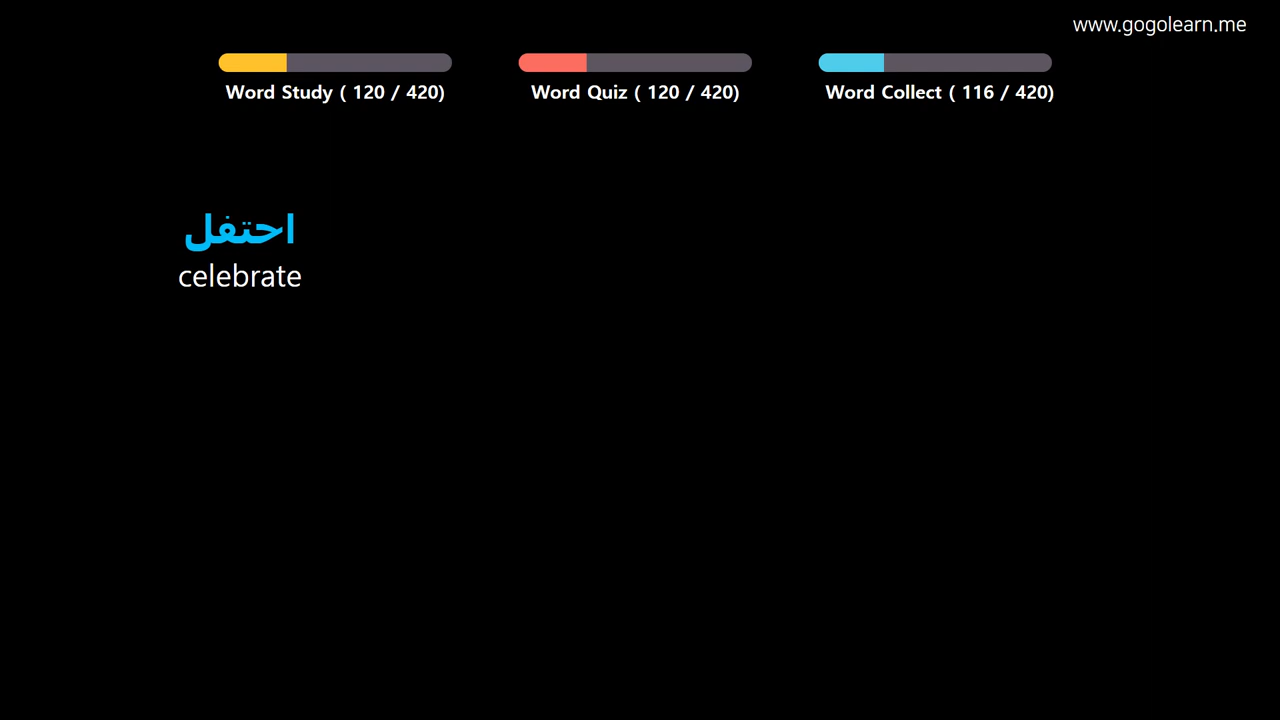 www.gogolearn.me
Word Study ( 120 / 420)
Word Quiz ( 120 / 420)
Word Collect ( 116 / 420)
احتفل
celebrate